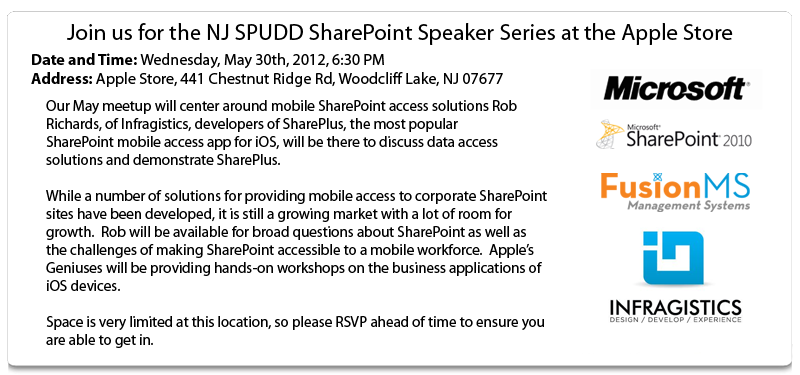 Join us for the NJ SPUDD SharePoint Speaker Series at the Apple Store
Date and Time: Wednesday, May 30th, 2012, 6:30 PM
Address: Apple Store, 441 Chestnut Ridge Rd, Woodcliff Lake, NJ 07677
Our May meetup will center around mobile SharePoint access solutions Rob
Richards, of Infragistics, developers of SharePlus, the most popular
SharePoint mobile access app for iOS, will be there to discuss data access
solutions and demonstrate SharePlus.
While a number of solutions for providing mobile access to corporate SharePoint
sites have been developed, it is still a growing market with a lot of room for
growth.  Rob will be available for broad questions about SharePoint as well as
the challenges of making SharePoint accessible to a mobile workforce.  Apple's
Geniuses will be providing hands-on workshops on the business applications of
iOS devices.
Space is very limited at this location, so please RSVP ahead of time to ensure you
are able to get in.
Microsoft
Microsoft
SharePoint 2010
FusionMS
Management Systems
INFRAGISTICS
DESIGN / DEVELOP / EXPERIENCE